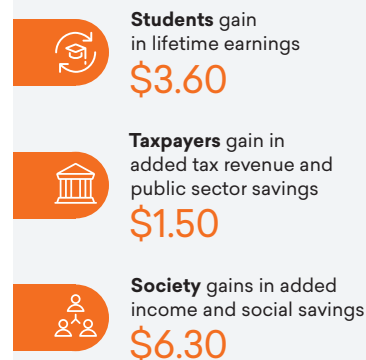 Students gain
in lifetime earnings
$3.60
Taxpayers gain in
added tax revenue and
public sector savings
$1.50
Society gains in added
income and social savings
$6.30